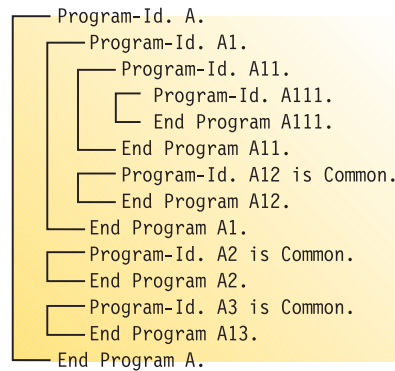 Program-Id. A.
Program-Id. A1.
Program-Id. A11.
Program-Id. A111.
End Program A111.
End Program A11.
Program-Id. A12 is Common.
End Program A12.
End Program A1.
Program-Id. A2 is Common.
End Program A2.
Program-Id. A3 is Common.
End Program A13.
End Program A.